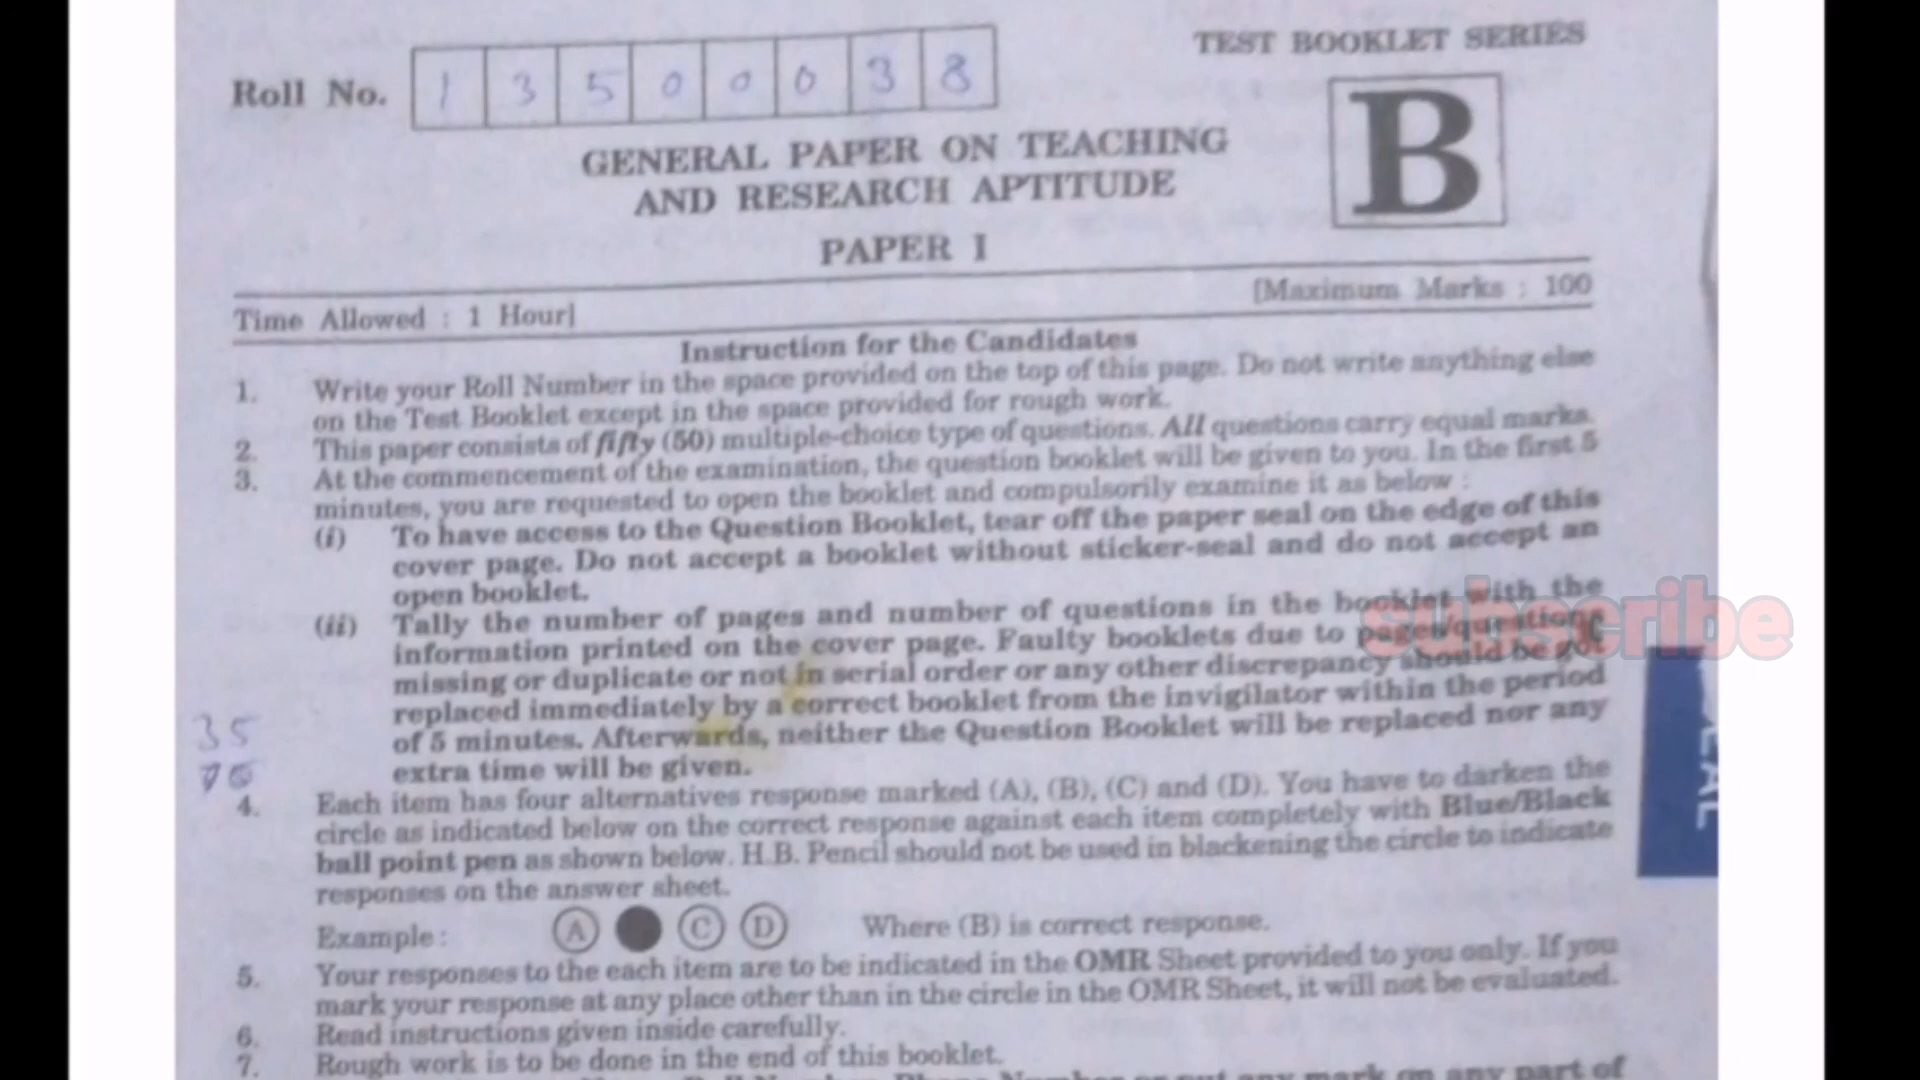 TEST BOOKLET SERIES
Roll No. 1 3 5 0 0 0 3 8
B
GENERAL PAPER ON TEACHING
AND RESEARCH APTITUDE
PAPER I
Time Allowed : 1 Hour]
[Maximum Marks : 100
Instruction for the Candidates
1. Write your Roll Number in the space provided on the top of this page. Do not write anything else
on the Test Booklet except in the space provided for rough work.
2. This paper consists of fifty (50) multiple-choice type of questions. All questions carry equal marks.
3. At the commencement of the examination, the question booklet will be given to you. In the first 5
minutes, you are requested to open the booklet and compulsorily examine it as below :
(i) To have access to the Question Booklet, tear off the paper seal on the edge of this
cover page. Do not accept a booklet without sticker-seal and do not accept an
open booklet.
(ii) Tally the number of pages and number of questions in the booklet with the
information printed on the cover page. Faulty booklets due to pages/questions
missing or duplicate or not in serial order or any other discrepancy should be got
replaced immediately by a correct booklet from the invigilator within the period
of 5 minutes. Afterwards, neither the Question Booklet will be replaced nor any
extra time will be given.
subscribe
EAL
35
4. Each item has four alternatives response marked (A), (B), (C) and (D). You have to darken the
circle as indicated below on the correct response against each item completely with Blue/Black
ball point pen as shown below. H.B. Pencil should not be used in blackening the circle to indicate
responses on the answer sheet.
Example : A C D Where (B) is correct response.
5. Your responses to the each item are to be indicated in the OMR Sheet provided to you only. If you
mark your response at any place other than in the circle in the OMR Sheet, it will not be evaluated.
6. Read instructions given inside carefully.
7. Rough work is to be done in the end of this booklet.
any mark on any part of